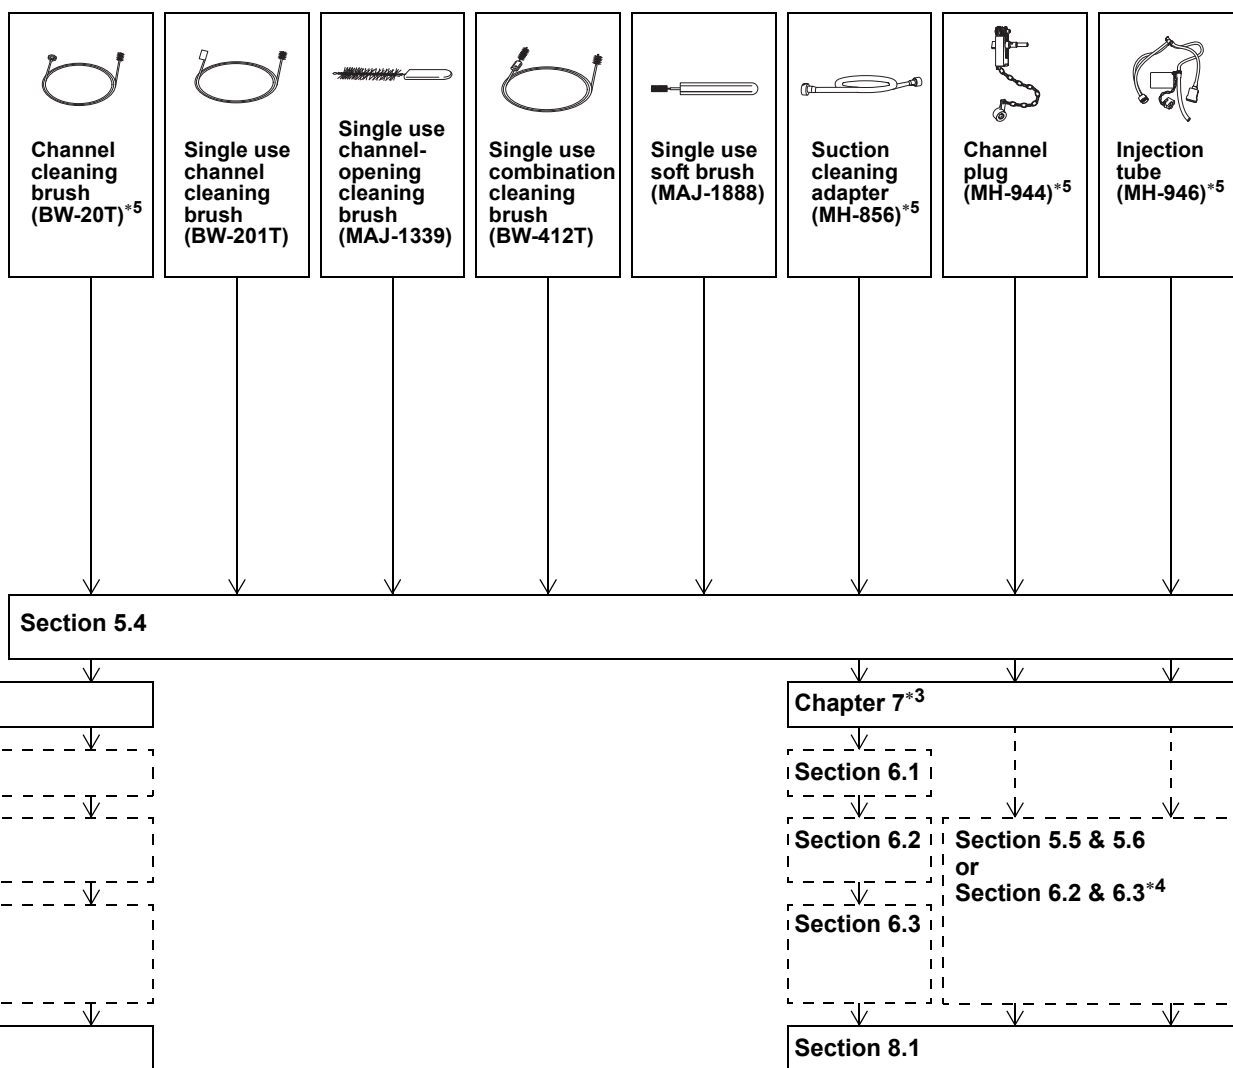 Channel
cleaning
brush
(BW-20T)*5
Single use
channel
cleaning
brush
(BW-201T)
Single use
channel-
opening
cleaning
brush
(MAJ-1339)
Single use
combination
cleaning
brush
(BW-412T)
Single use
soft brush
(MAJ-1888)
Suction
cleaning
adapter
(MH-856)*5
Channel
plug
(MH-944)*5
Injection
tube
(MH-946)*5
Section 5.4
Chapter 7*3
Section 6.1
Section 6.2
Section 5.5 & 5.6
or
Section 6.2 & 6.3*4
Section 6.3
Section 8.1